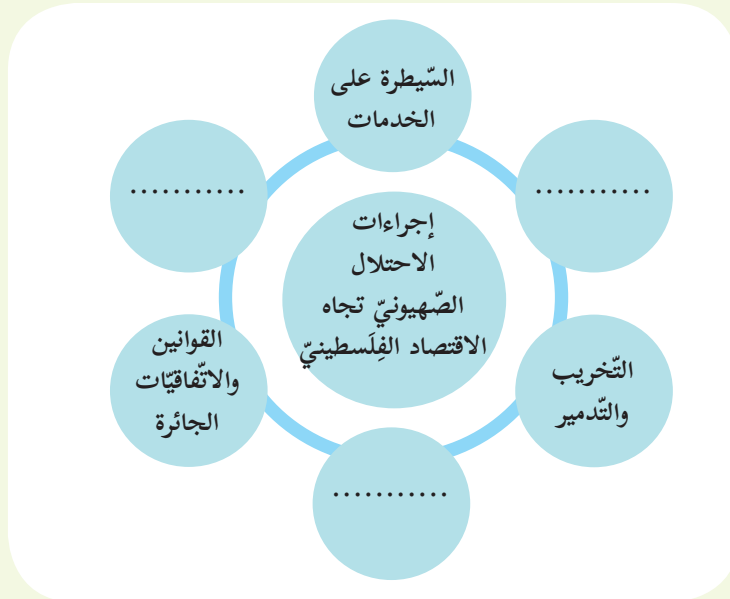 السّيطرة على
الخدمات
...........
...........
إجراءات
الاحتلال
الصّهيونيّ تجاه
الاقتصاد الفِلَسطينيّ
التّخريب
والتّدمير
القوانين
والاتّفاقيّات
الجائرة
...........